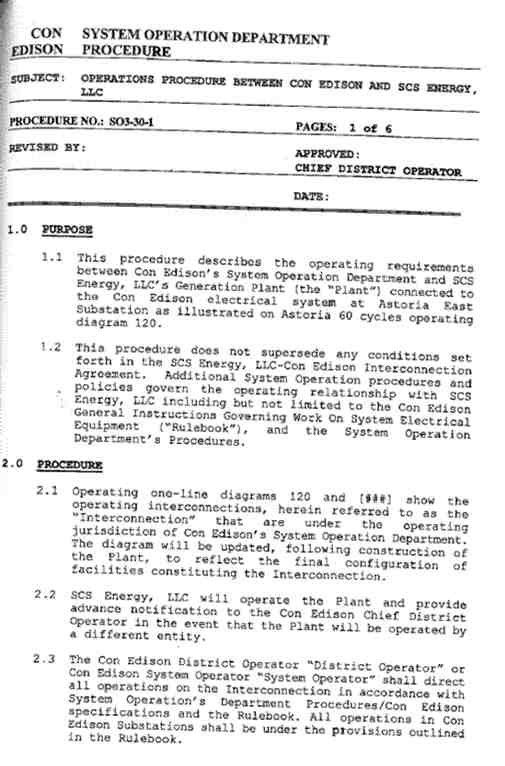 CON SYSTEM OPERATION DEPARTMENT
EDISON PROCEDURE
SUBJECT: OPERATIONS PROCEDURE BETWEEN CON EDISON AND SCS ENERGY,
LLC
PROCEDURE NO.: SO3-30-1
PAGES: 1 of 6
REVISED BY:
APPROVED:
CHIEF DISTRICT OPERATOR
DATE:
1.0 PURPOSE
1.1 This procedure describes the operating requirements
between Con Edison's System Operation Department and SCS
Energy, LLC's Generation Plant (the "Plant") connected to
the Con Edison electrical system at Astoria East
Substation as illustrated on Astoria 60 cycles operating
diagram 120.
1.2 This procedure does not supersede any conditions set
forth in the SCS Energy, LLC-Con Edison Interconnection
Agreement. Additional System Operation procedures and
policies govern the operating relationship with SCS
Energy, LLC including but not limited to the Con Edison
General Instructions Governing Work On System Electrical
Equipment ("Rulebook"), and the System Operation
Department's Procedures.
2.0 PROCEDURE
2.1 Operating one-line diagrams 120 and [###] show the
operating interconnections, herein referred to as the
"Interconnection" that are under the operating
jurisdiction of Con Edison's System Operation Department.
The diagram will be updated, following construction of
the Plant, to reflect the final configuration of
facilities constituting the Interconnection.
2.2 SCS Energy, LLC will operate the Plant and provide
advance notification to the Con Edison Chief District
Operator in the event that the Plant will be operated by
a different entity.
2.3 The Con Edison District Operator "District Operator" or
Con Edison System Operator "System Operator" shall direct
all operations on the Interconnection in accordance with
System Operation's Department Procedures/Con Edison
specifications and the Rulebook. All operations in Con
Edison Substations shall be under the provisions outlined
in the Rulebook.